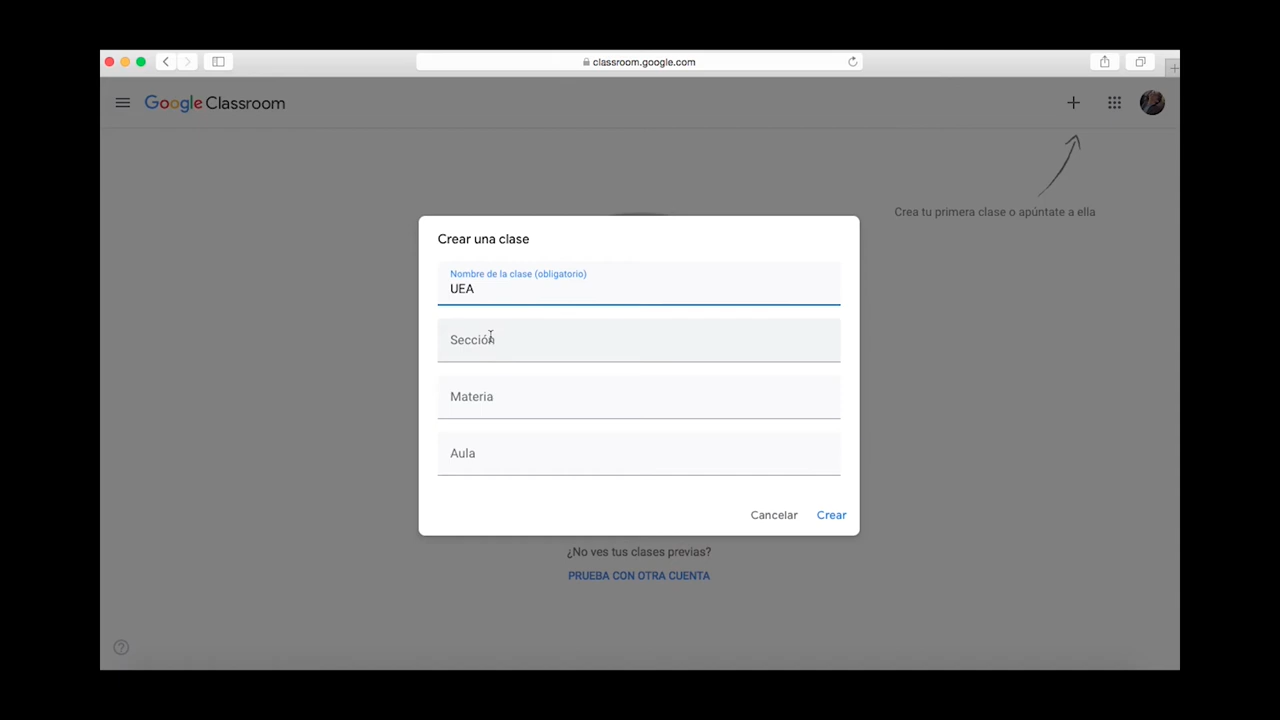 classroom.google.com
Google Classroom
Crea tu primera clase o apúntate a ella
Crear una clase
Nombre de la clase (obligatorio)
UEA
Sección
Materia
Aula
Cancelar Crear
¿No ves tus clases previas?
PRUEBA CON OTRA CUENTA